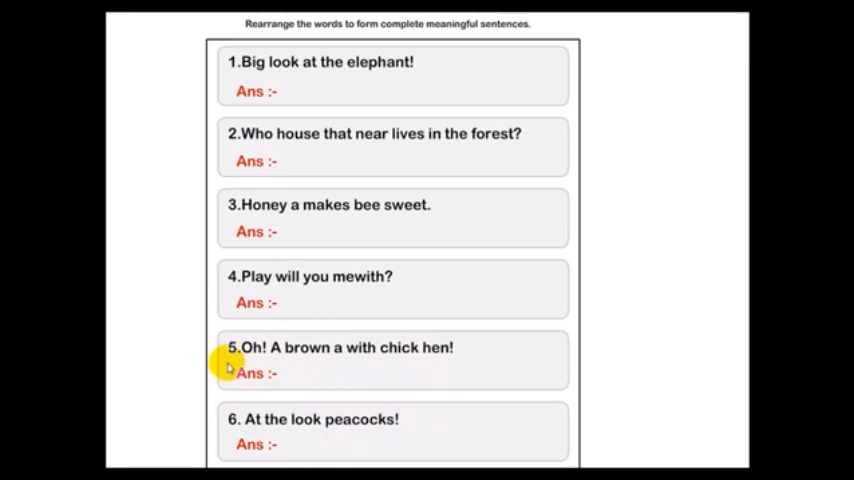 Rearrange the words to form complete meaningful sentences.
1.Big look at the elephant!
Ans :-
2.Who house that near lives in the forest?
Ans :-
3.Honey a makes bee sweet.
Ans :-
4.Play will you mewith?
Ans :-
5.Oh! A brown a with chick hen!
Ans :-
6. At the look peacocks!
Ans :-